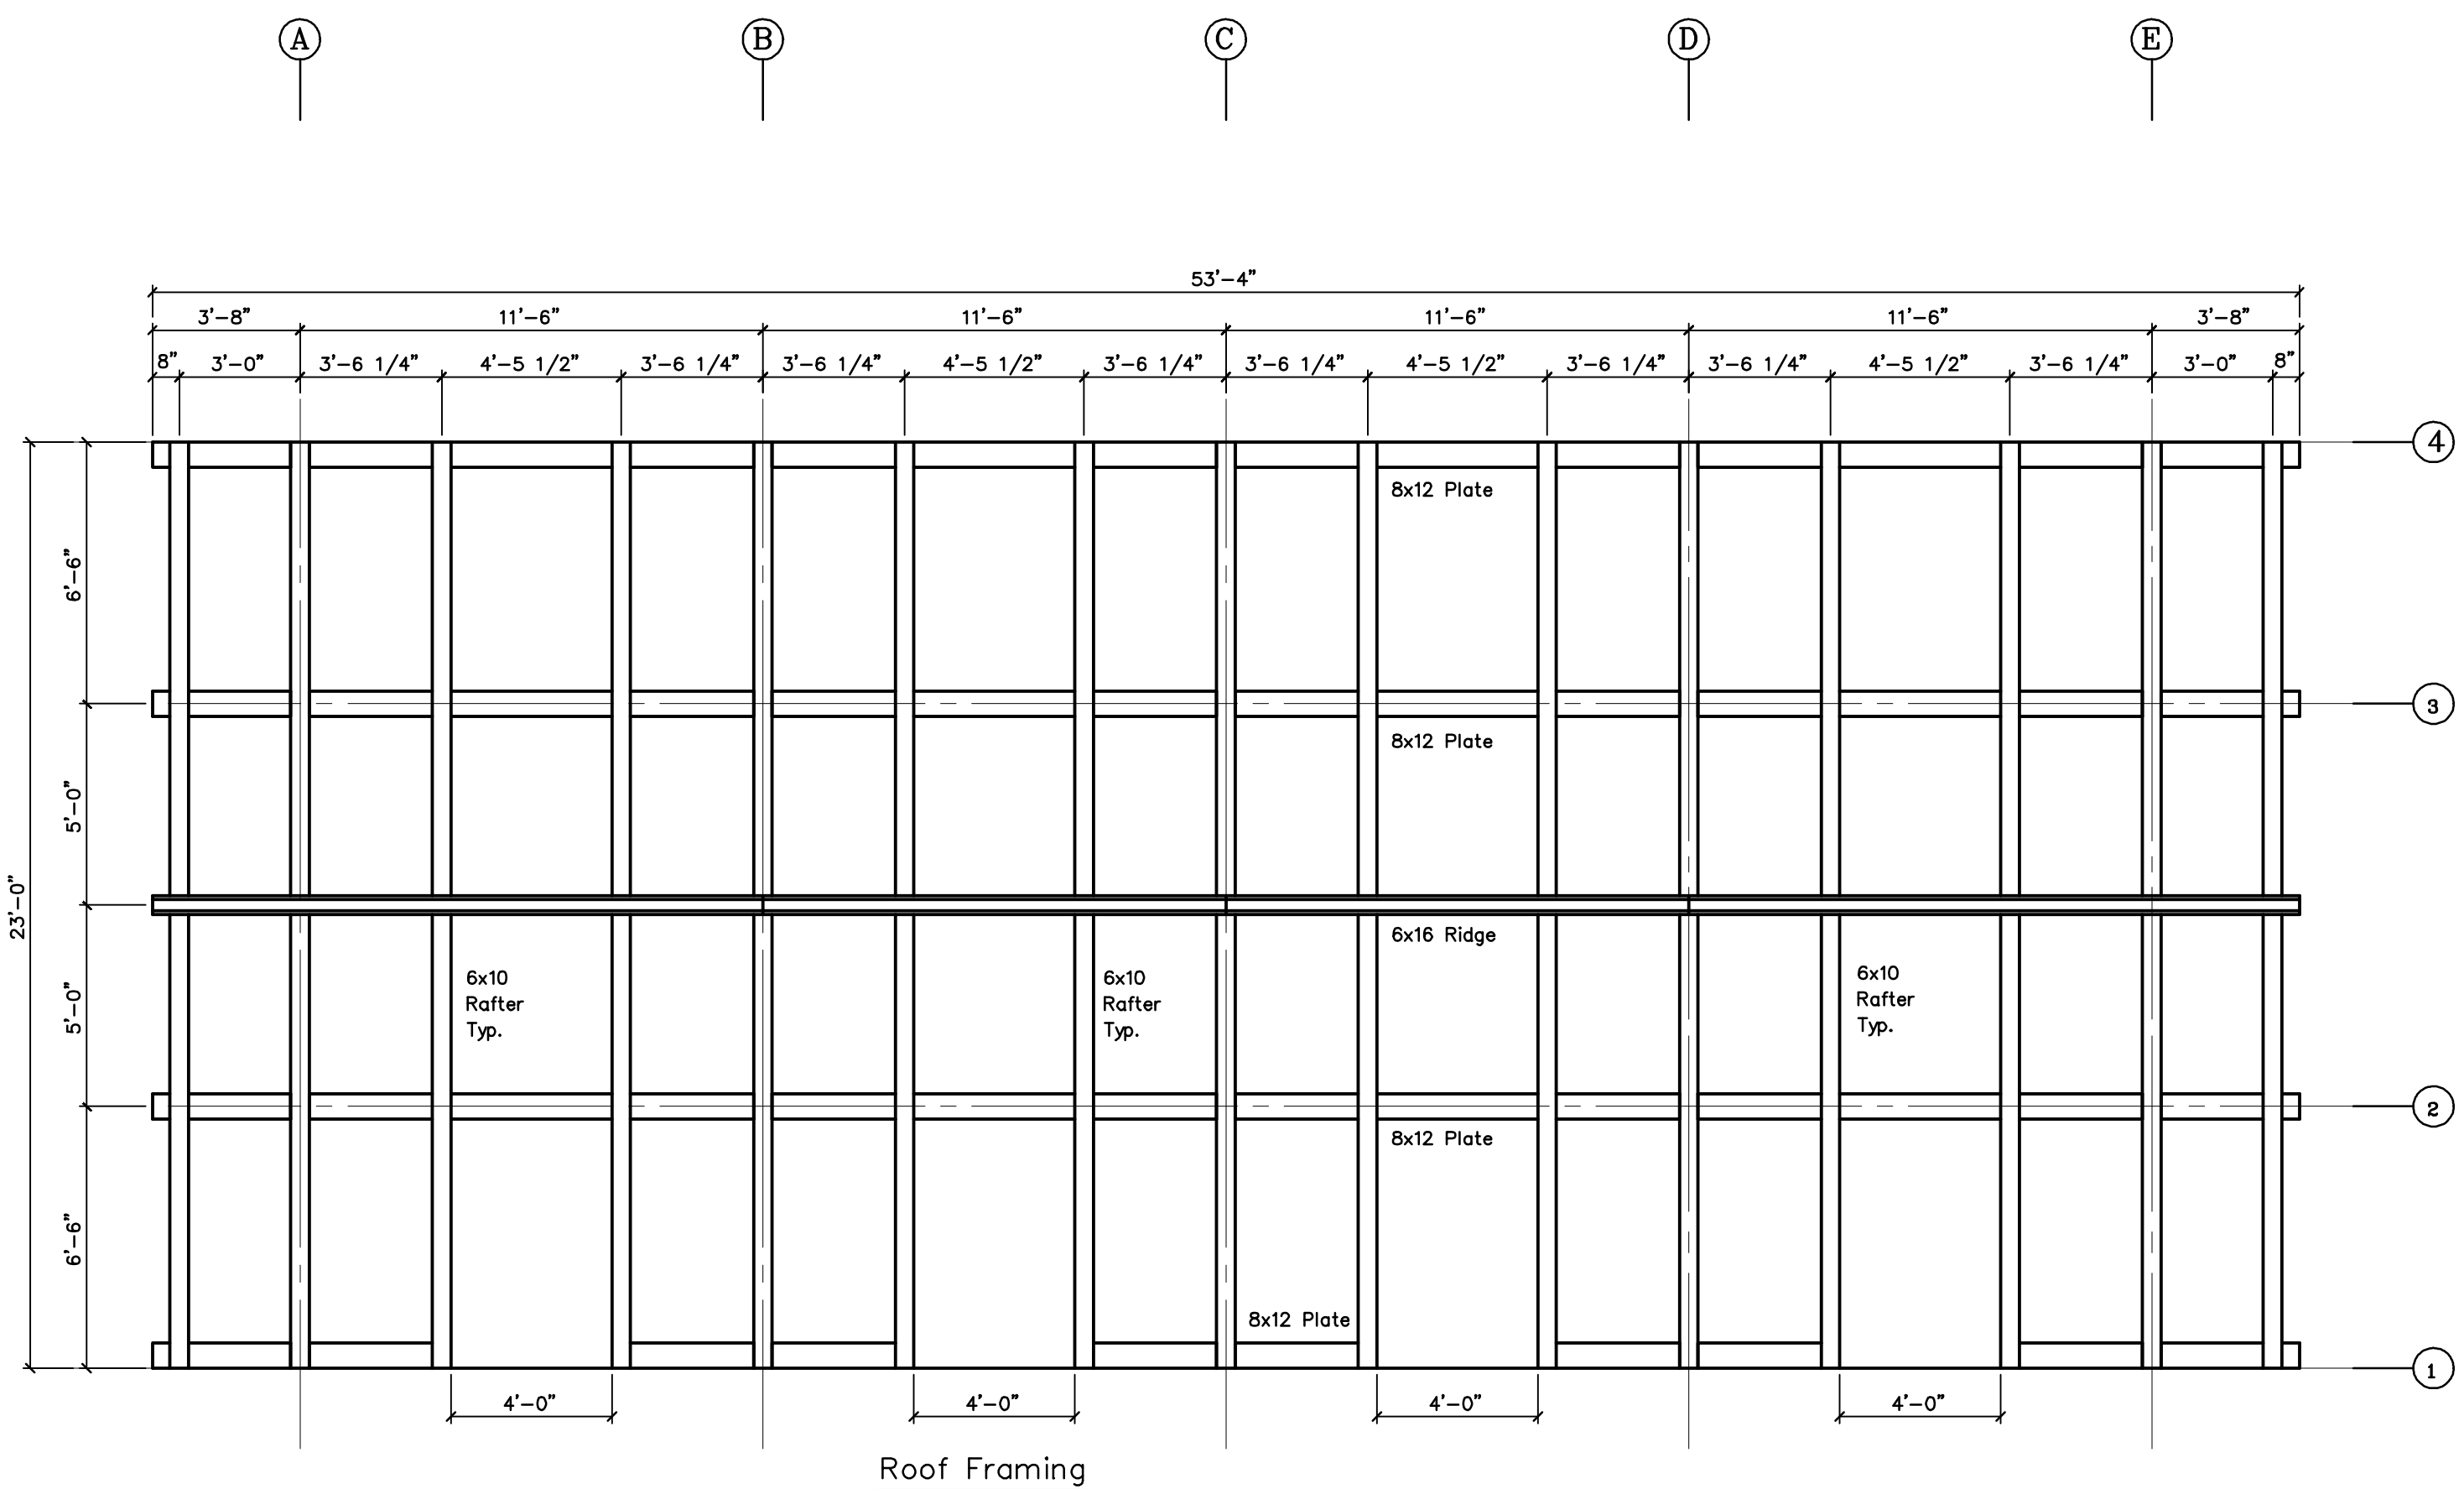 A B C D E
53'-4"
3'-8" 11'-6" 11'-6" 11'-6" 11'-6" 3'-8"
8" 3'-0" 3'-6 1/4" 4'-5 1/2" 3'-6 1/4" 3'-6 1/4" 4'-5 1/2" 3'-6 1/4" 3'-6 1/4" 4'-5 1/2" 3'-6 1/4" 3'-6 1/4" 4'-5 1/2" 3'-6 1/4" 3'-0" 8"
4
8x12 Plate
6'-6"
3
8x12 Plate
5'-0"
23'-0"
6x16 Ridge
6x10
Rafter
Typ.
6x10
Rafter
Typ.
6x10
Rafter
Typ.
5'-0"
2
8x12 Plate
6'-6"
8x12 Plate
1
4'-0" 4'-0" 4'-0" 4'-0"
Roof Framing